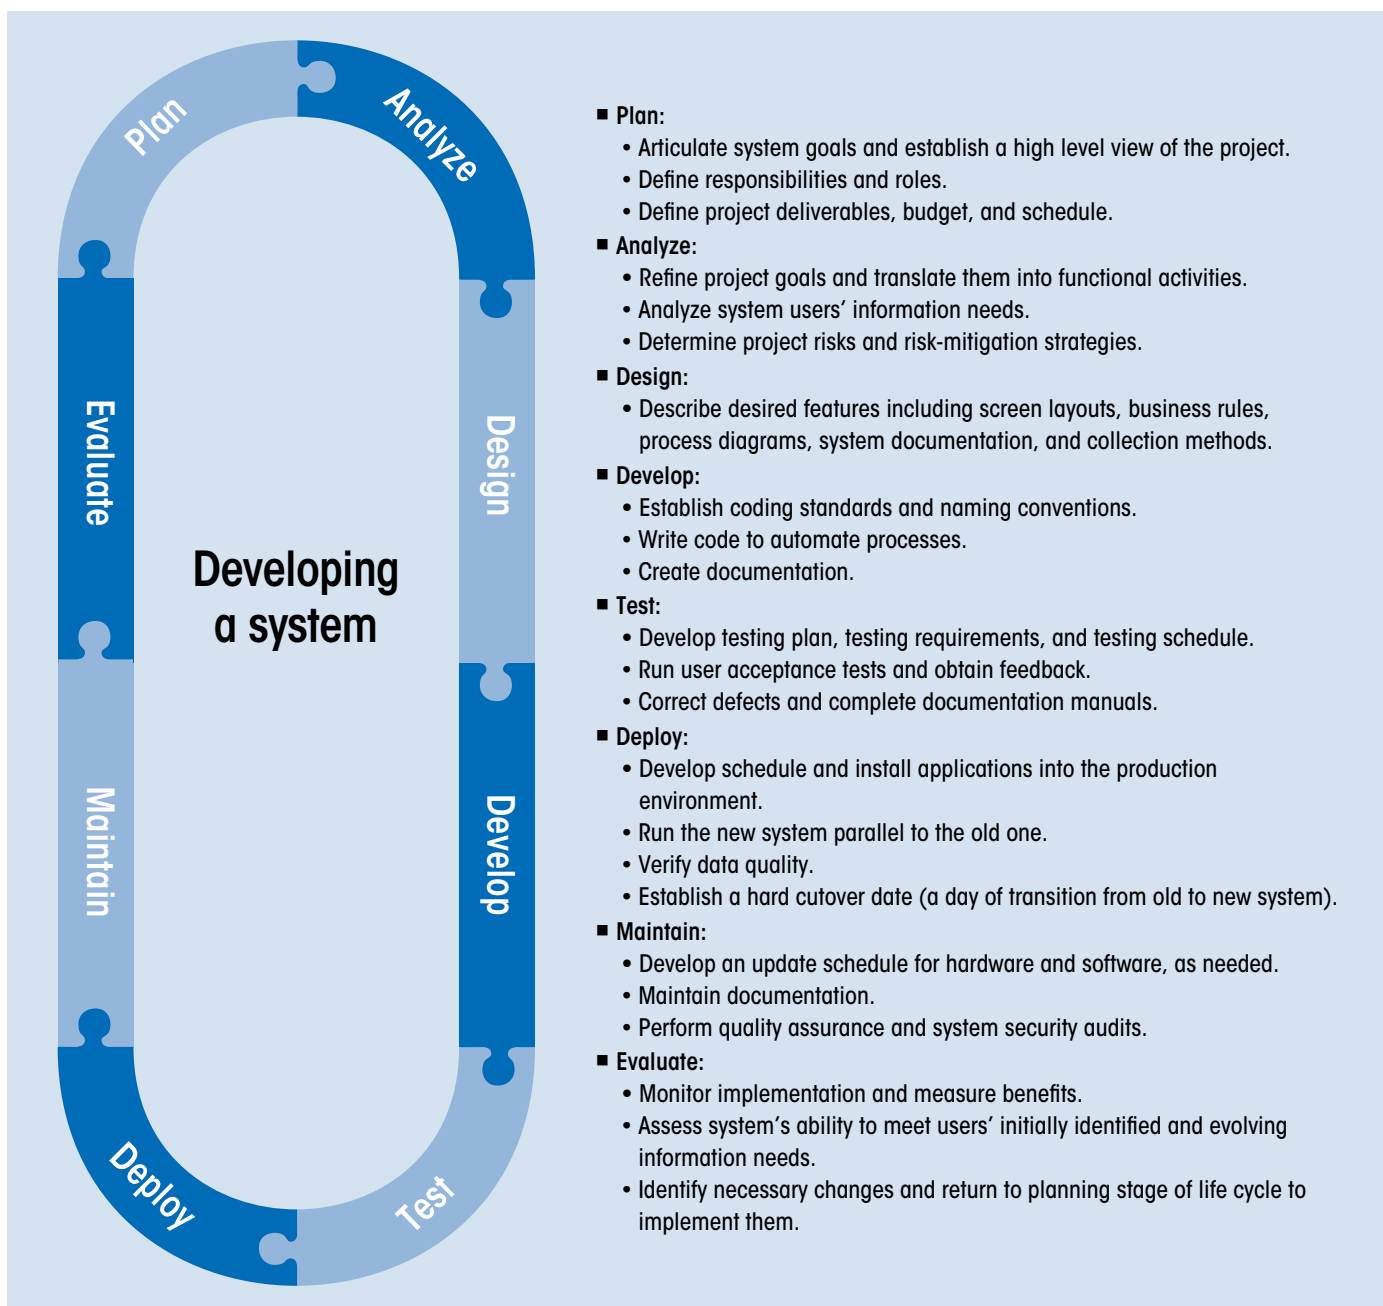 Plan
Analyze
Design
Develop
Test
Deploy
Maintain
Evaluate
Developing
a system
■ Plan:
• Articulate system goals and establish a high level view of the project.
• Define responsibilities and roles.
• Define project deliverables, budget, and schedule.
■ Analyze:
• Refine project goals and translate them into functional activities.
• Analyze system users’ information needs.
• Determine project risks and risk-mitigation strategies.
■ Design:
• Describe desired features including screen layouts, business rules,
process diagrams, system documentation, and collection methods.
■ Develop:
• Establish coding standards and naming conventions.
• Write code to automate processes.
• Create documentation.
■ Test:
• Develop testing plan, testing requirements, and testing schedule.
• Run user acceptance tests and obtain feedback.
• Correct defects and complete documentation manuals.
■ Deploy:
• Develop schedule and install applications into the production
environment.
• Run the new system parallel to the old one.
• Verify data quality.
• Establish a hard cutover date (a day of transition from old to new system).
■ Maintain:
• Develop an update schedule for hardware and software, as needed.
• Maintain documentation.
• Perform quality assurance and system security audits.
■ Evaluate:
• Monitor implementation and measure benefits.
• Assess system’s ability to meet users’ initially identified and evolving
information needs.
• Identify necessary changes and return to planning stage of life cycle to
implement them.